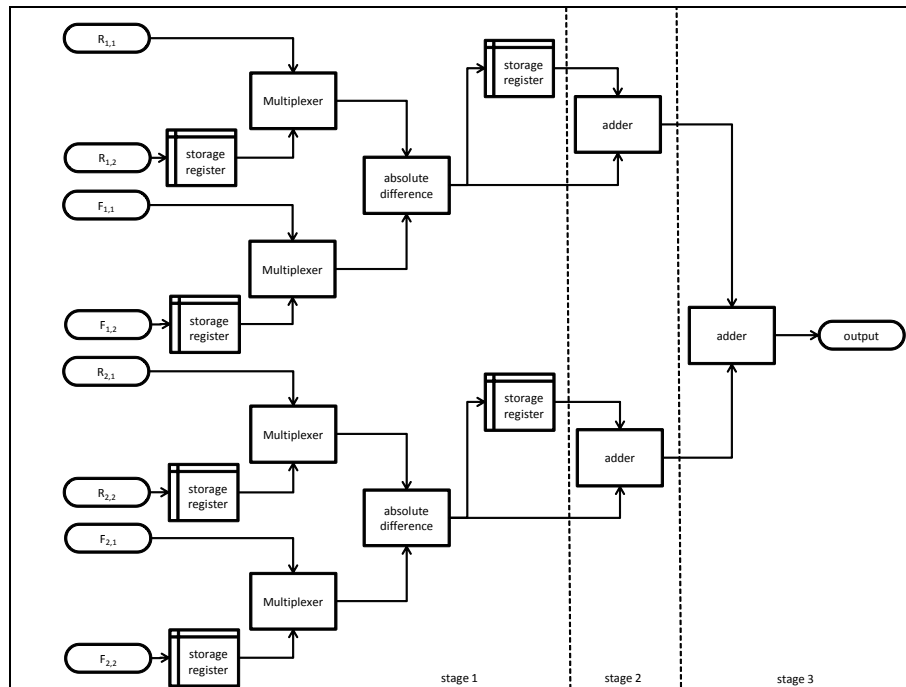 R1,1
storage
register
Multiplexer
adder
R1,2
storage
register
absolute
difference
F1,1
Multiplexer
F1,2
storage
register
adder
output
R2,1
storage
register
Multiplexer
adder
R2,2
storage
register
absolute
difference
F2,1
Multiplexer
F2,2
storage
register
stage 1
stage 2
stage 3